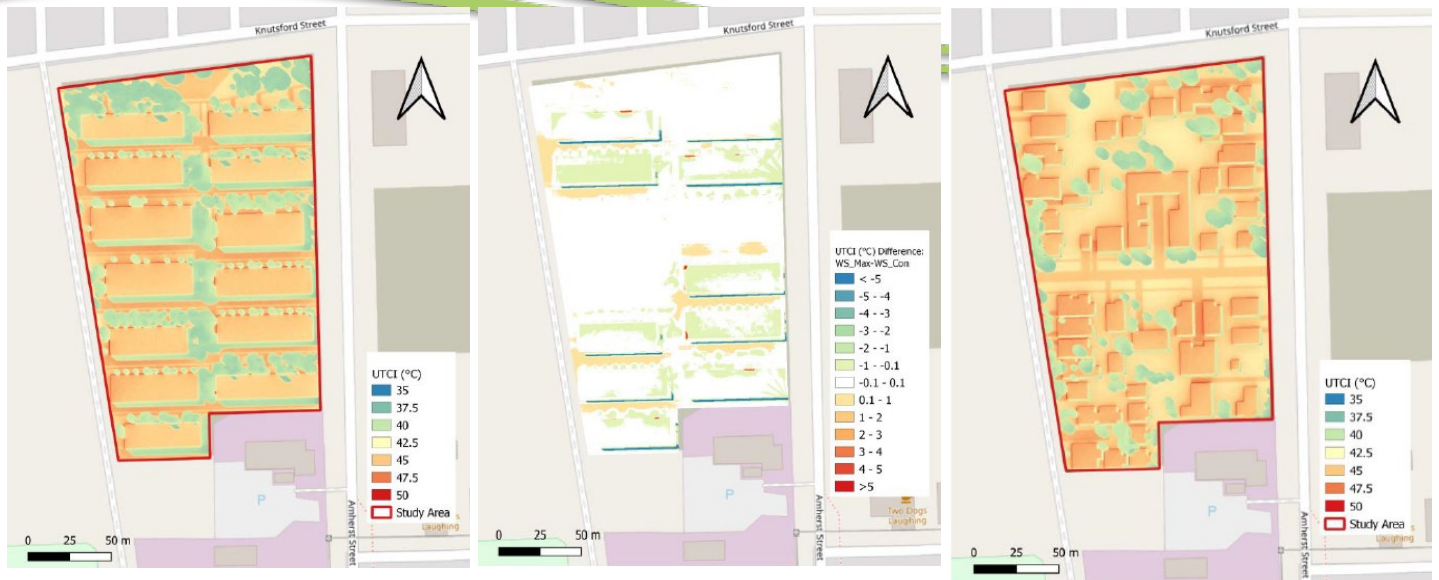 Knutsford Street
UTCI (°C)
35
37.5
40
42.5
45
47.5
50
Study Area
Laughing
Amherst Street
P
0 25 50 m
Knutsford Street
UTCI (°C) Difference:
WS_Max-WS_Con
< -5
-5 - -4
-4 - -3
-3 - -2
-2 - -1
-1 - -0.1
-0.1 - 0.1
0.1 - 1
1 - 2
2 - 3
3 - 4
4 - 5
>5
Two Dogs
Laughing
Amherst Street
P
0 25 50 m
Knutsford Street
UTCI (°C)
35
37.5
40
42.5
45
47.5
50
Study Area
Laughing
Amherst Street
P
0 25 50 m